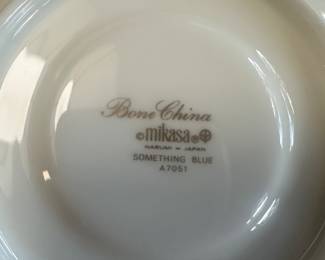 Bone China
© mikasa ®
NARUMI JAPAN
SOMETHING BLUE
A7051